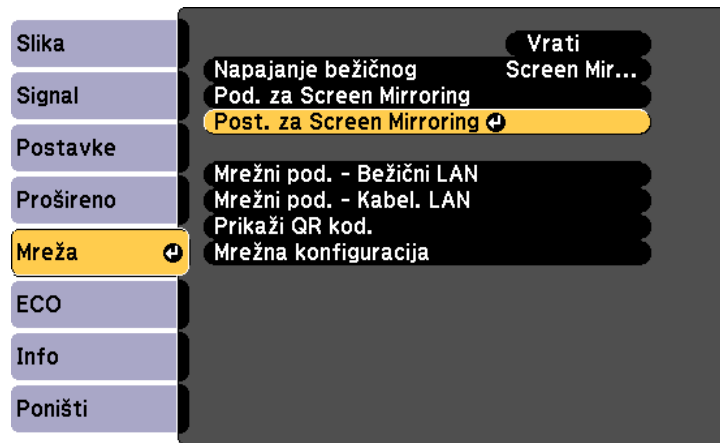 Slika
Signal
Postavke
Prošireno
Mreža
ECO
Info
Poništi
Vrati
Napajanje bežičnog Screen Mir...
Pod. za Screen Mirroring
Post. za Screen Mirroring
Mrežni pod. - Bežični LAN
Mrežni pod. - Kabel. LAN
Prikaži QR kod.
Mrežna konfiguracija